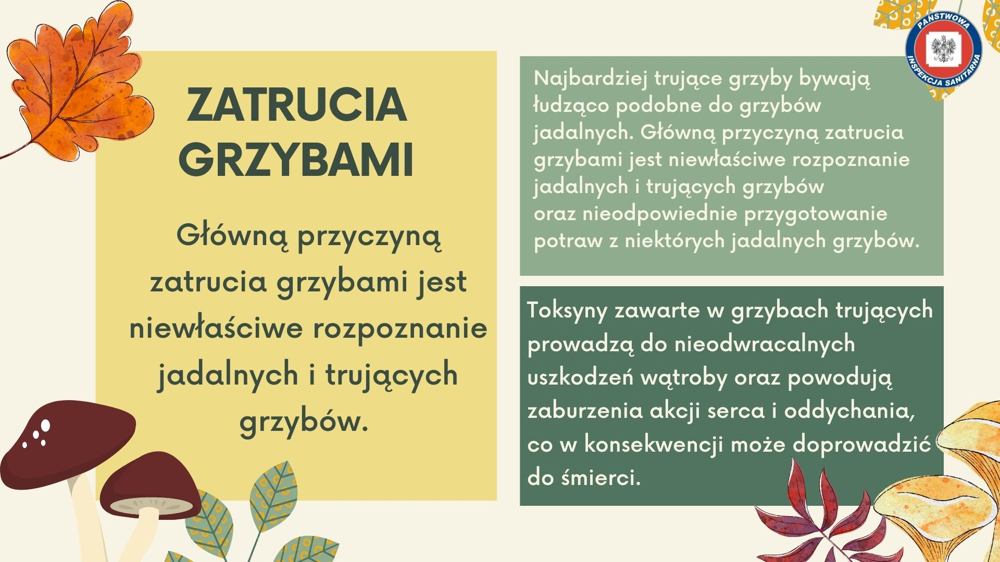 ZATRUCIA
GRZYBAMI
Główną przyczyną
zatrucia grzybami jest
niewłaściwe rozpoznanie
jadalnych i trujących
grzybów.
PAŃSTWOWA
INSPEKCJA SANITARNA
Najbardziej trujące grzyby bywają
łudząco podobne do grzybów
jadalnych. Główną przyczyną zatrucia
grzybami jest niewłaściwe rozpoznanie
jadalnych i trujących grzybów
oraz nieodpowiednie przygotowanie
potraw z niektórych jadalnych grzybów.
Toksyny zawarte w grzybach trujących
prowadzą do nieodwracalnych
uszkodzeń wątroby oraz powodują
zaburzenia akcji serca i oddychania,
co w konsekwencji może doprowadzić
do śmierci.